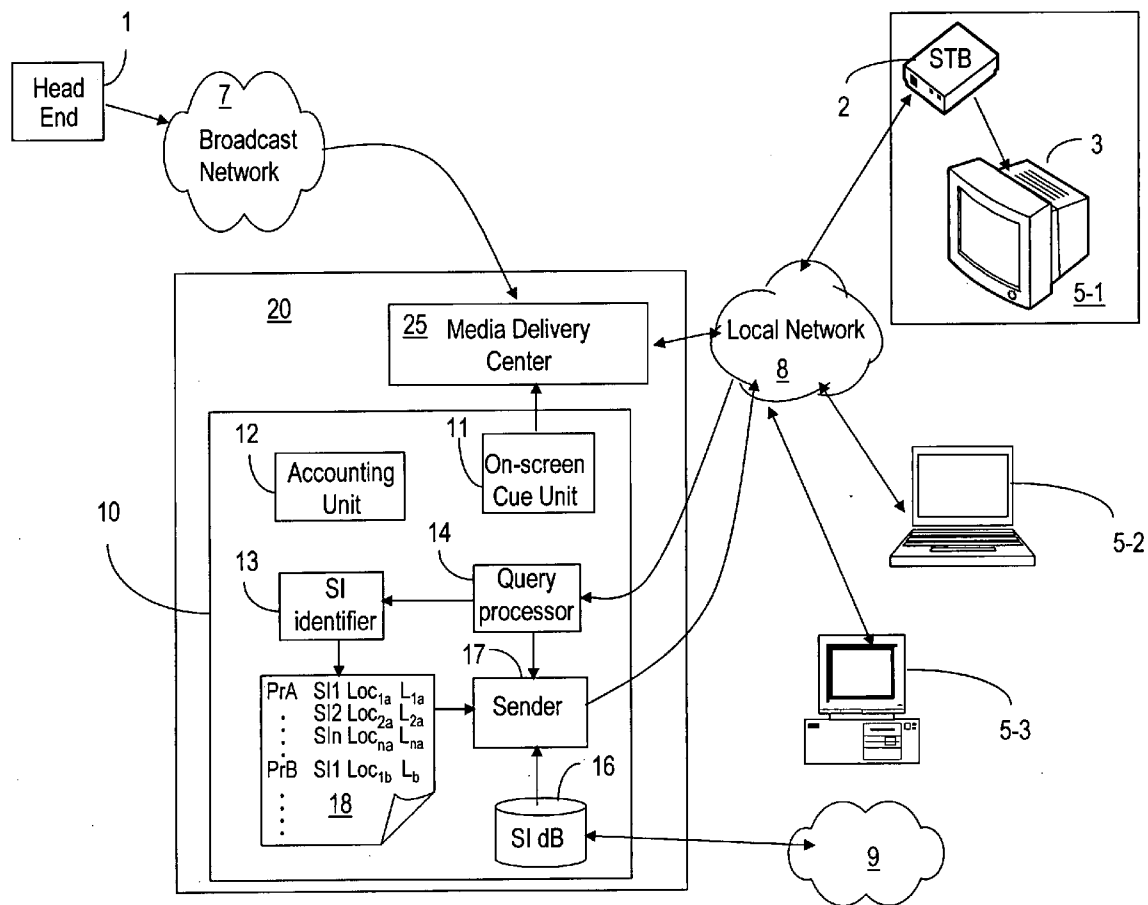 1
Head
End
7
Broadcast
Network
2
STB
3
5-1
20
25
Media Delivery
Center
Local Network
8
12
Accounting
Unit
11
On-screen
Cue Unit
10
13
SI
identifier
14
Query
processor
5-2
17
Sender
PrA SI1 Loc1a L1a
SI2 Loc2a L2a
SIn Locna Lna
PrB SI1 Loc1b Lb
18
16
SI dB
5-3
9